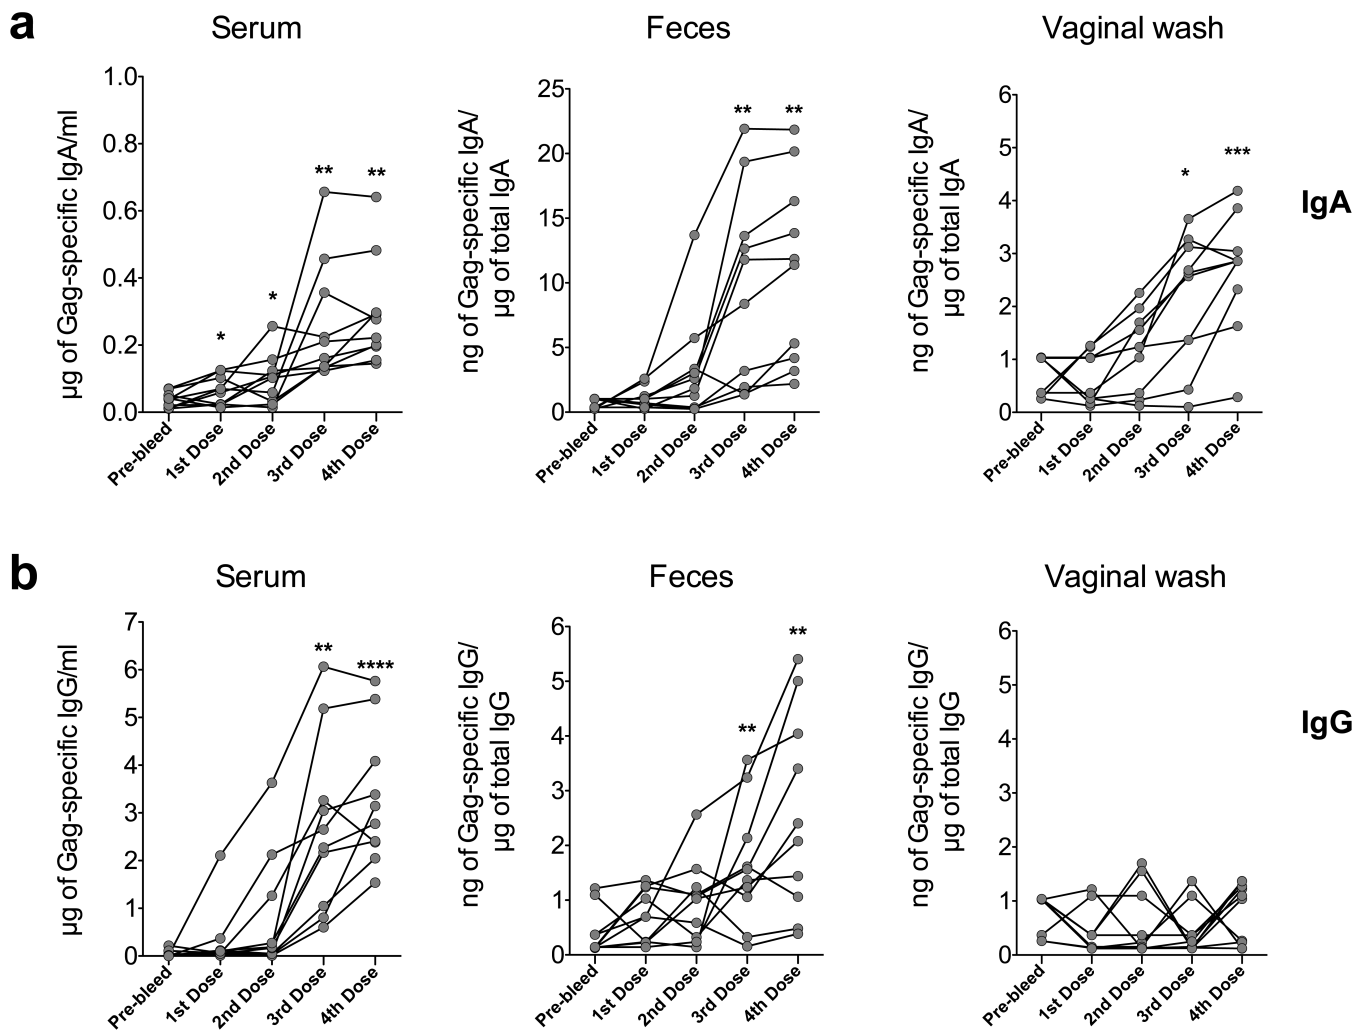 a
Serum
Feces
Vaginal wash
µg of Gag-specific IgA/ml
1.0
0.8
0.6
0.4
0.2
0.0
*
*
**
**
Pre-bleed
1st Dose
2nd Dose
3rd Dose
4th Dose
ng of Gag-specific IgA/
µg of total IgA
25
20
15
10
5
0
**
**
Pre-bleed
1st Dose
2nd Dose
3rd Dose
4th Dose
ng of Gag-specific IgA/
µg of total IgA
6
5
4
3
2
1
0
*
***
Pre-bleed
1st Dose
2nd Dose
3rd Dose
4th Dose
IgA
b
Serum
Feces
Vaginal wash
µg of Gag-specific IgG/ml
7
6
5
4
3
2
1
0
**
****
Pre-bleed
1st Dose
2nd Dose
3rd Dose
4th Dose
ng of Gag-specific IgG/
µg of total IgG
6
5
4
3
2
1
0
**
**
Pre-bleed
1st Dose
2nd Dose
3rd Dose
4th Dose
ng of Gag-specific IgG/
µg of total IgG
6
5
4
3
2
1
0
Pre-bleed
1st Dose
2nd Dose
3rd Dose
4th Dose
IgG